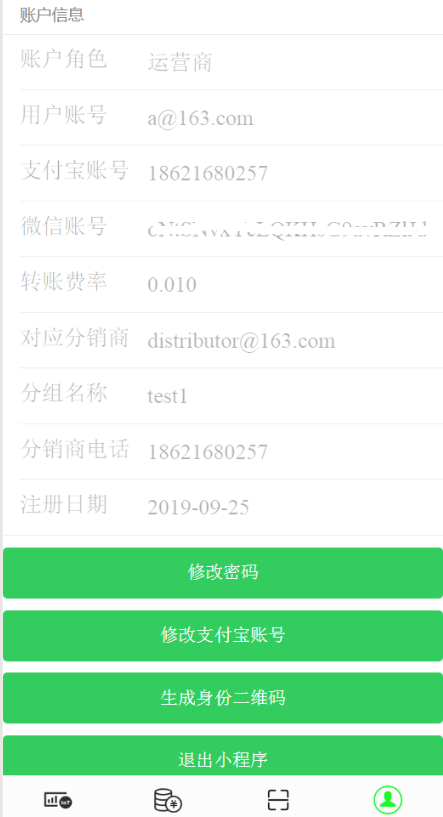 账户信息
账户角色 运营商
用户账号 a@163.com
支付宝账号 18621680257
微信账号
转账费率 0.010
对应分销商 distributor@163.com
分组名称 test1
分销商电话 18621680257
注册日期 2019-09-25
修改密码
修改支付宝账号
生成身份二维码
退出小程序